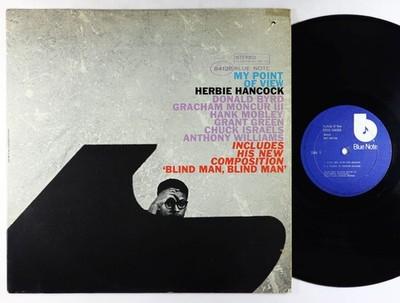 STEREO
84126 BLUE NOTE
MY POINT
OF VIEW
HERBIE HANCOCK
DONALD BYRD
GRACHAM MONCUR III
HANK MOBLEY
GRANT GREEN
CHUCK ISRAELS
ANTHONY WILLIAMS
INCLUDES
HIS NEW
COMPOSITION
'BLIND MAN, BLIND MAN'
Blue Note